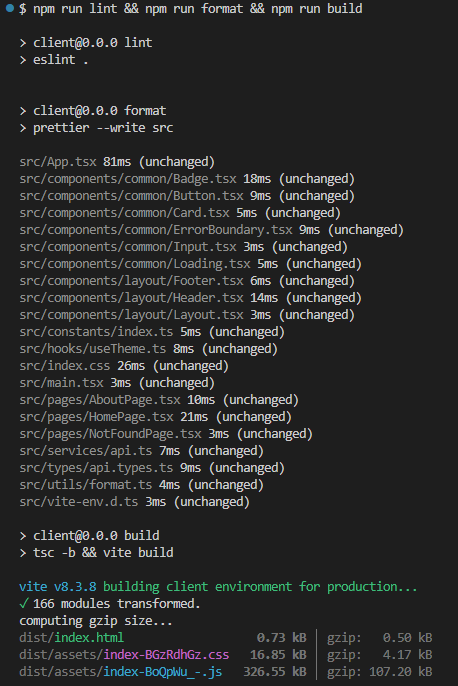 $ npm run lint && npm run format && npm run build
> client@0.0.0 lint
> eslint .
> client@0.0.0 format
> prettier --write src
src/App.tsx 81ms (unchanged)
src/components/common/Badge.tsx 18ms (unchanged)
src/components/common/Button.tsx 9ms (unchanged)
src/components/common/Card.tsx 5ms (unchanged)
src/components/common/ErrorBoundary.tsx 9ms (unchanged)
src/components/common/Input.tsx 3ms (unchanged)
src/components/common/Loading.tsx 5ms (unchanged)
src/components/layout/Footer.tsx 6ms (unchanged)
src/components/layout/Header.tsx 14ms (unchanged)
src/components/layout/Layout.tsx 3ms (unchanged)
src/constants/index.ts 5ms (unchanged)
src/hooks/useTheme.ts 8ms (unchanged)
src/index.css 26ms (unchanged)
src/main.tsx 3ms (unchanged)
src/pages/AboutPage.tsx 10ms (unchanged)
src/pages/HomePage.tsx 21ms (unchanged)
src/pages/NotFoundPage.tsx 3ms (unchanged)
src/services/api.ts 7ms (unchanged)
src/types/api.types.ts 9ms (unchanged)
src/utils/format.ts 4ms (unchanged)
src/vite-env.d.ts 3ms (unchanged)
> client@0.0.0 build
> tsc -b && vite build
vite v8.3.8 building client environment for production...
✓ 166 modules transformed.
computing gzip size...
dist/index.html 0.73 kB │ gzip: 0.50 kB
dist/assets/index-BGzRdhGz.css 16.85 kB │ gzip: 4.17 kB
dist/assets/index-BoQpWu_-.js 326.55 kB │ gzip: 107.20 kB